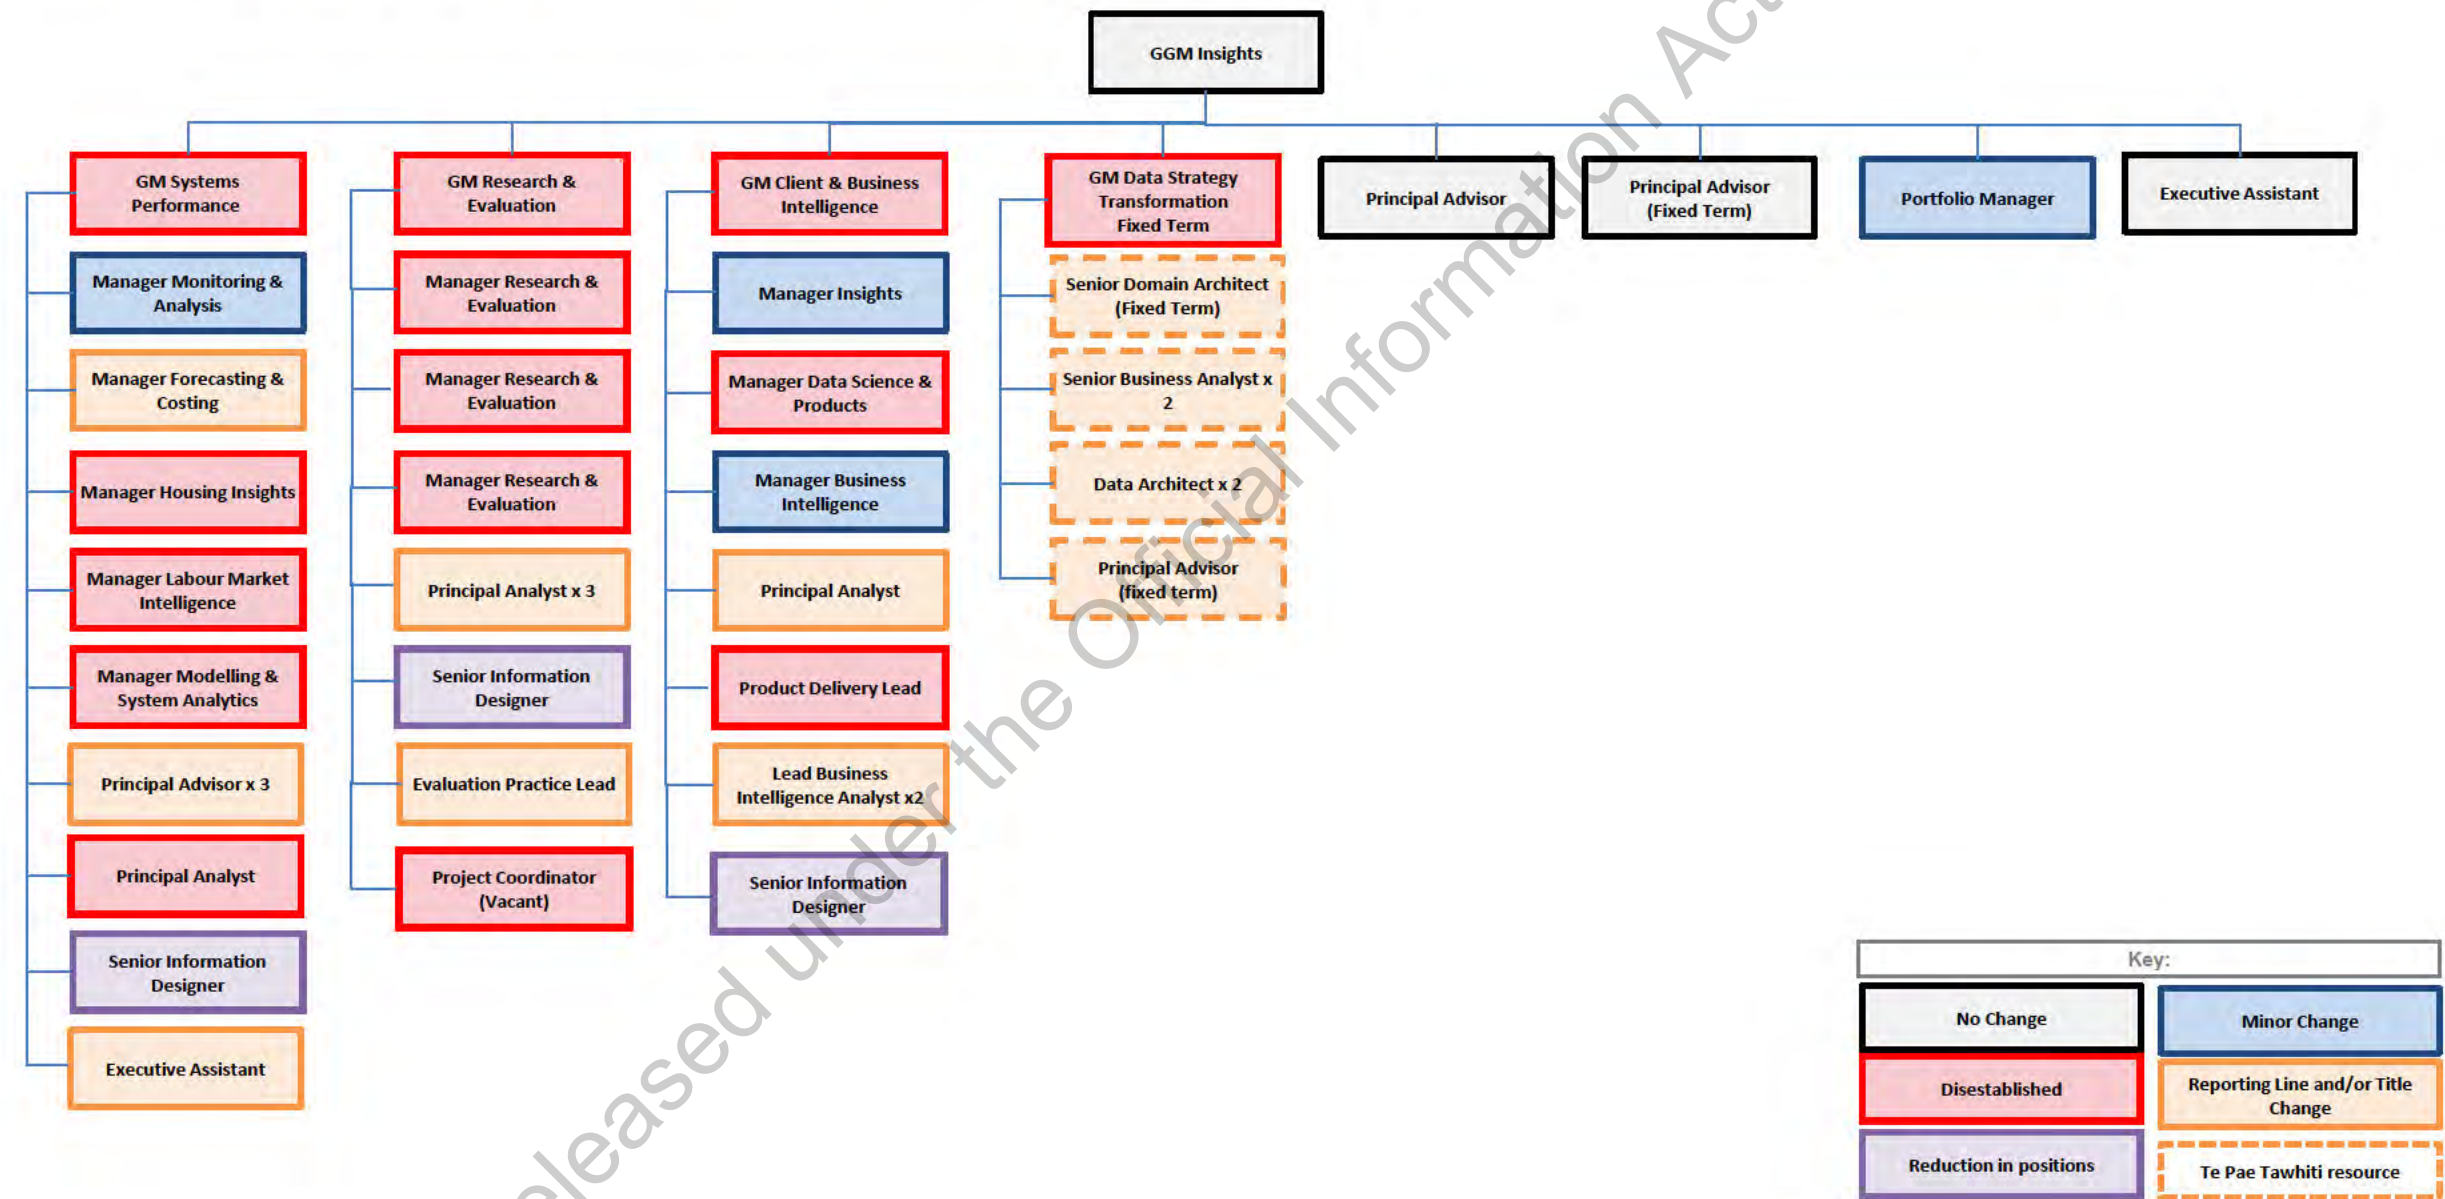 GGM Insights
GM Systems
Performance
Manager Monitoring &
Analysis
Manager Forecasting &
Costing
Manager Housing Insights
Manager Labour Market
Intelligence
Manager Modelling &
System Analytics
Principal Advisor x 3
Principal Analyst
Senior Information
Designer
Executive Assistant
GM Research &
Evaluation
Manager Research &
Evaluation
Manager Research &
Evaluation
Manager Research &
Evaluation
Principal Analyst x 3
Senior Information
Designer
Evaluation Practice Lead
Project Coordinator
(Vacant)
GM Client & Business
Intelligence
Manager Insights
Manager Data Science &
Products
Manager Business
Intelligence
Principal Analyst
Product Delivery Lead
Lead Business
Intelligence Analyst x2
Senior Information
Designer
GM Data Strategy
Transformation
Fixed Term
Senior Domain Architect
(Fixed Term)
Senior Business Analyst x
2
Data Architect x 2
Principal Advisor
(fixed term)
Principal Advisor
Principal Advisor
(Fixed Term)
Portfolio Manager
Executive Assistant
Key:
No Change
Minor Change
Disestablished
Reporting Line and/or Title
Change
Reduction in positions
Te Pae Tawhiti resource
eleased under the Official Information Act